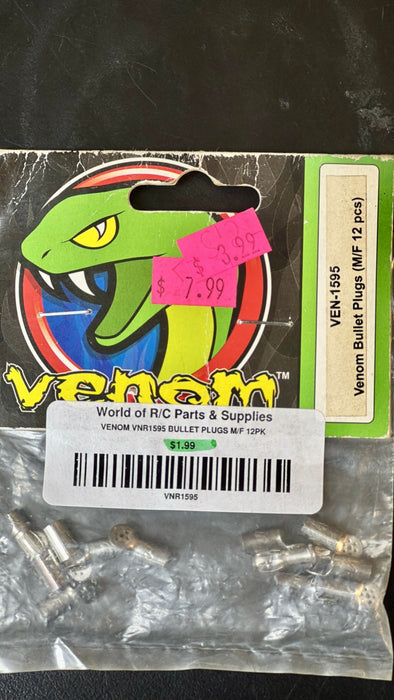 $ 3.99
$ 7.99
venom™
VEN-1595
Venom Bullet Plugs (M/F 12 pcs)
World of R/C Parts & Supplies
VENOM VNR1595 BULLET PLUGS M/F 12PK
$1.99
VNR1595